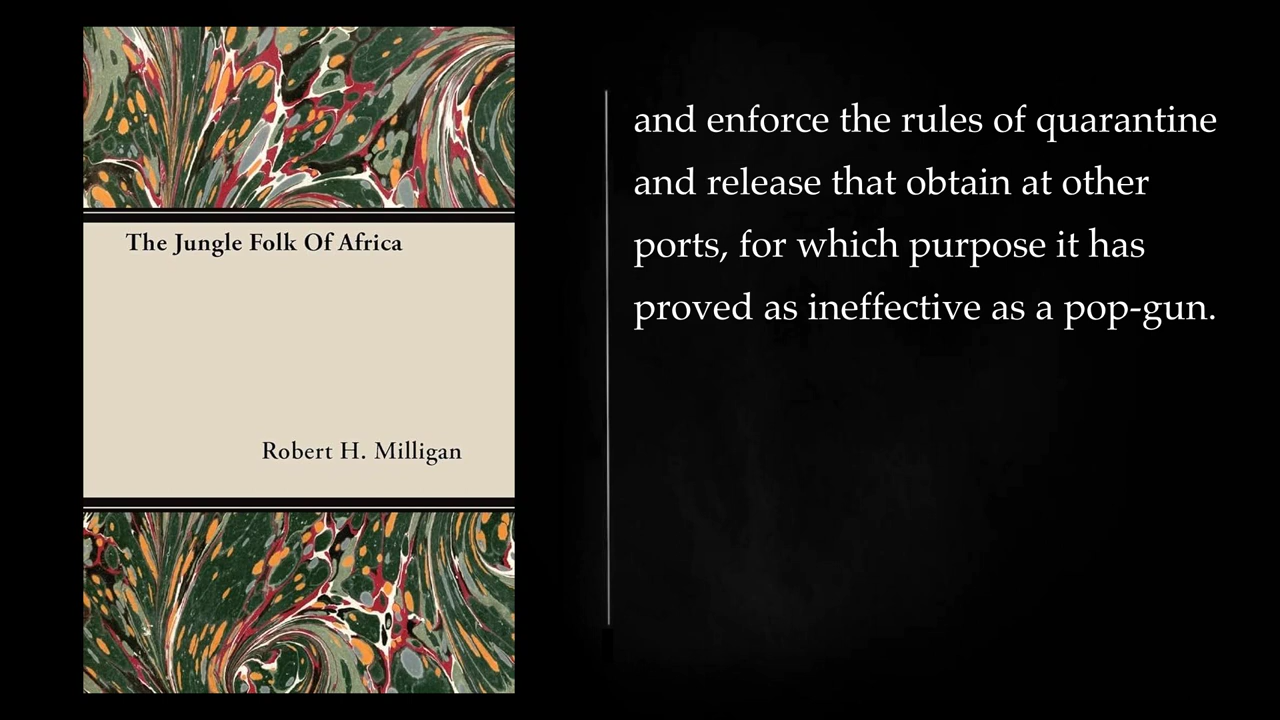 The Jungle Folk Of Africa
Robert H. Milligan
and enforce the rules of quarantine
and release that obtain at other
ports, for which purpose it has
proved as ineffective as a pop-gun.